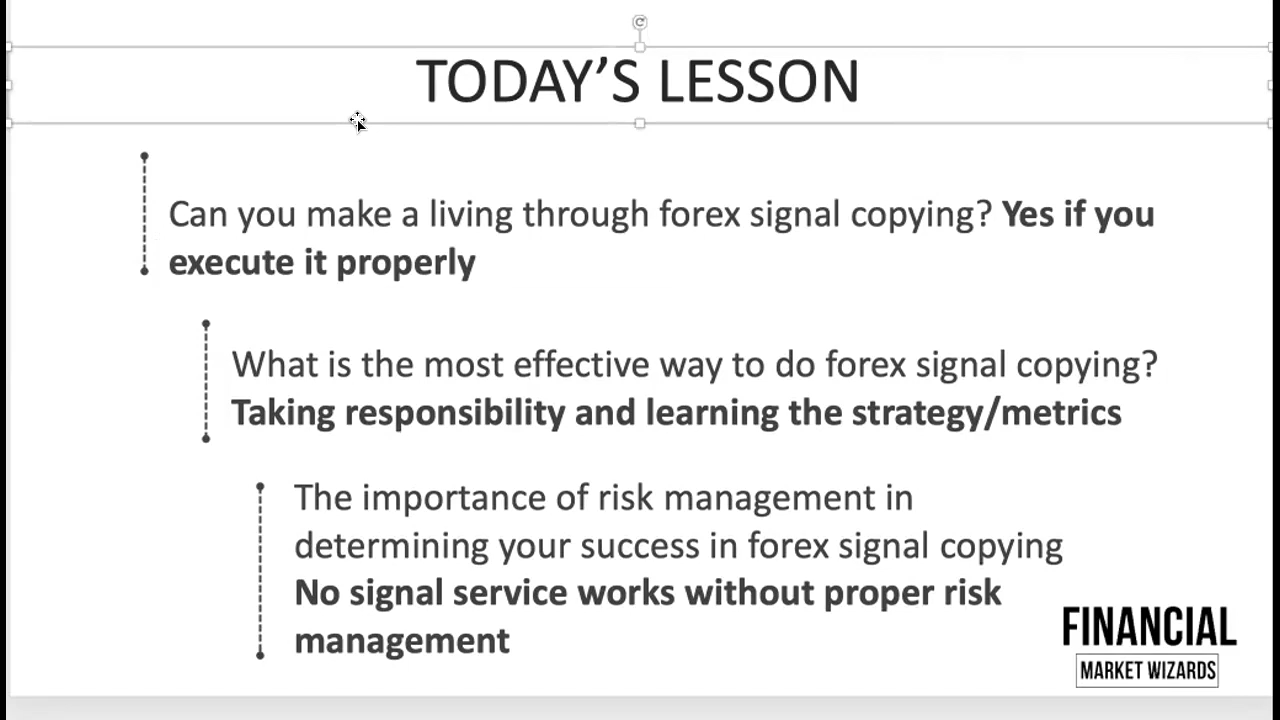 TODAY’S LESSON
Can you make a living through forex signal copying? Yes if you
execute it properly
What is the most effective way to do forex signal copying?
Taking responsibility and learning the strategy/metrics
The importance of risk management in
determining your success in forex signal copying
No signal service works without proper risk
management
FINANCIAL
MARKET WIZARDS